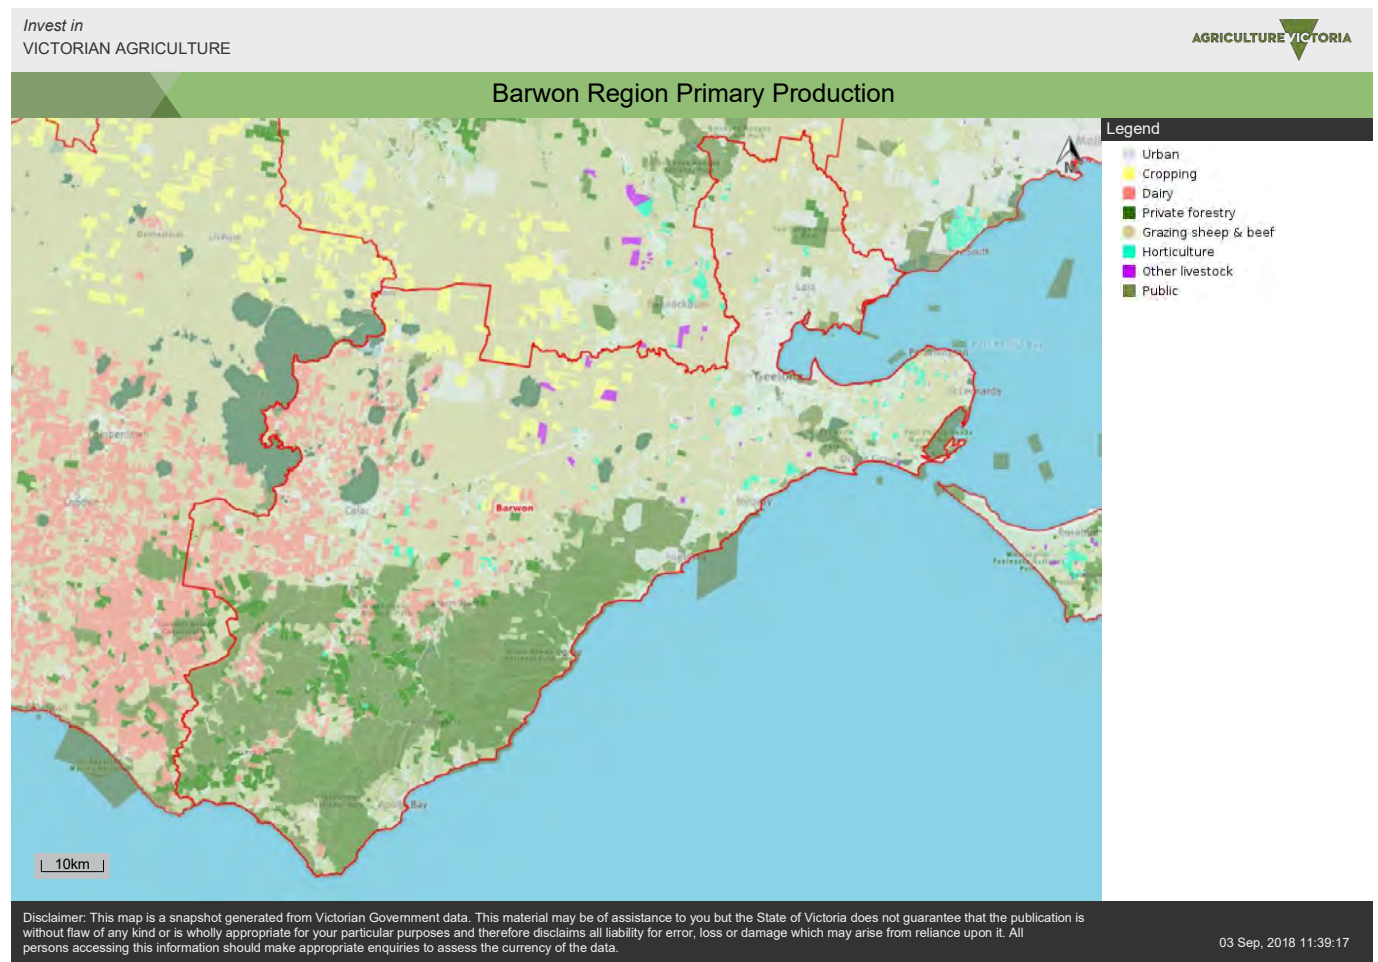 Invest in
VICTORIAN AGRICULTURE
AGRICULTURE VICTORIA
Barwon Region Primary Production
Legend
Urban
Cropping
Dairy
Private forestry
Grazing sheep & beef
Horticulture
Other livestock
Public
N
Lara
Geelong
Colac
Barwon
Apollo Bay
10km
Disclaimer: This map is a snapshot generated from Victorian Government data. This material may be of assistance to you but the State of Victoria does not guarantee that the publication is
without flaw of any kind or is wholly appropriate for your particular purposes and therefore disclaims all liability for error, loss or damage which may arise from reliance upon it. All
persons accessing this information should make appropriate enquiries to assess the currency of the data.
03 Sep, 2018 11:39:17